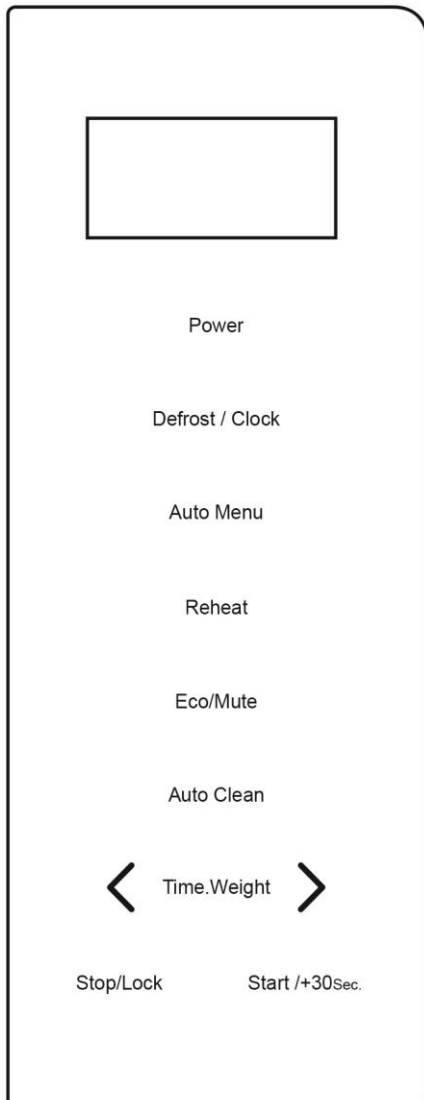 Power
Defrost / Clock
Auto Menu
Reheat
Eco/Mute
Auto Clean
Time.Weight
Stop/Lock Start /+30Sec.